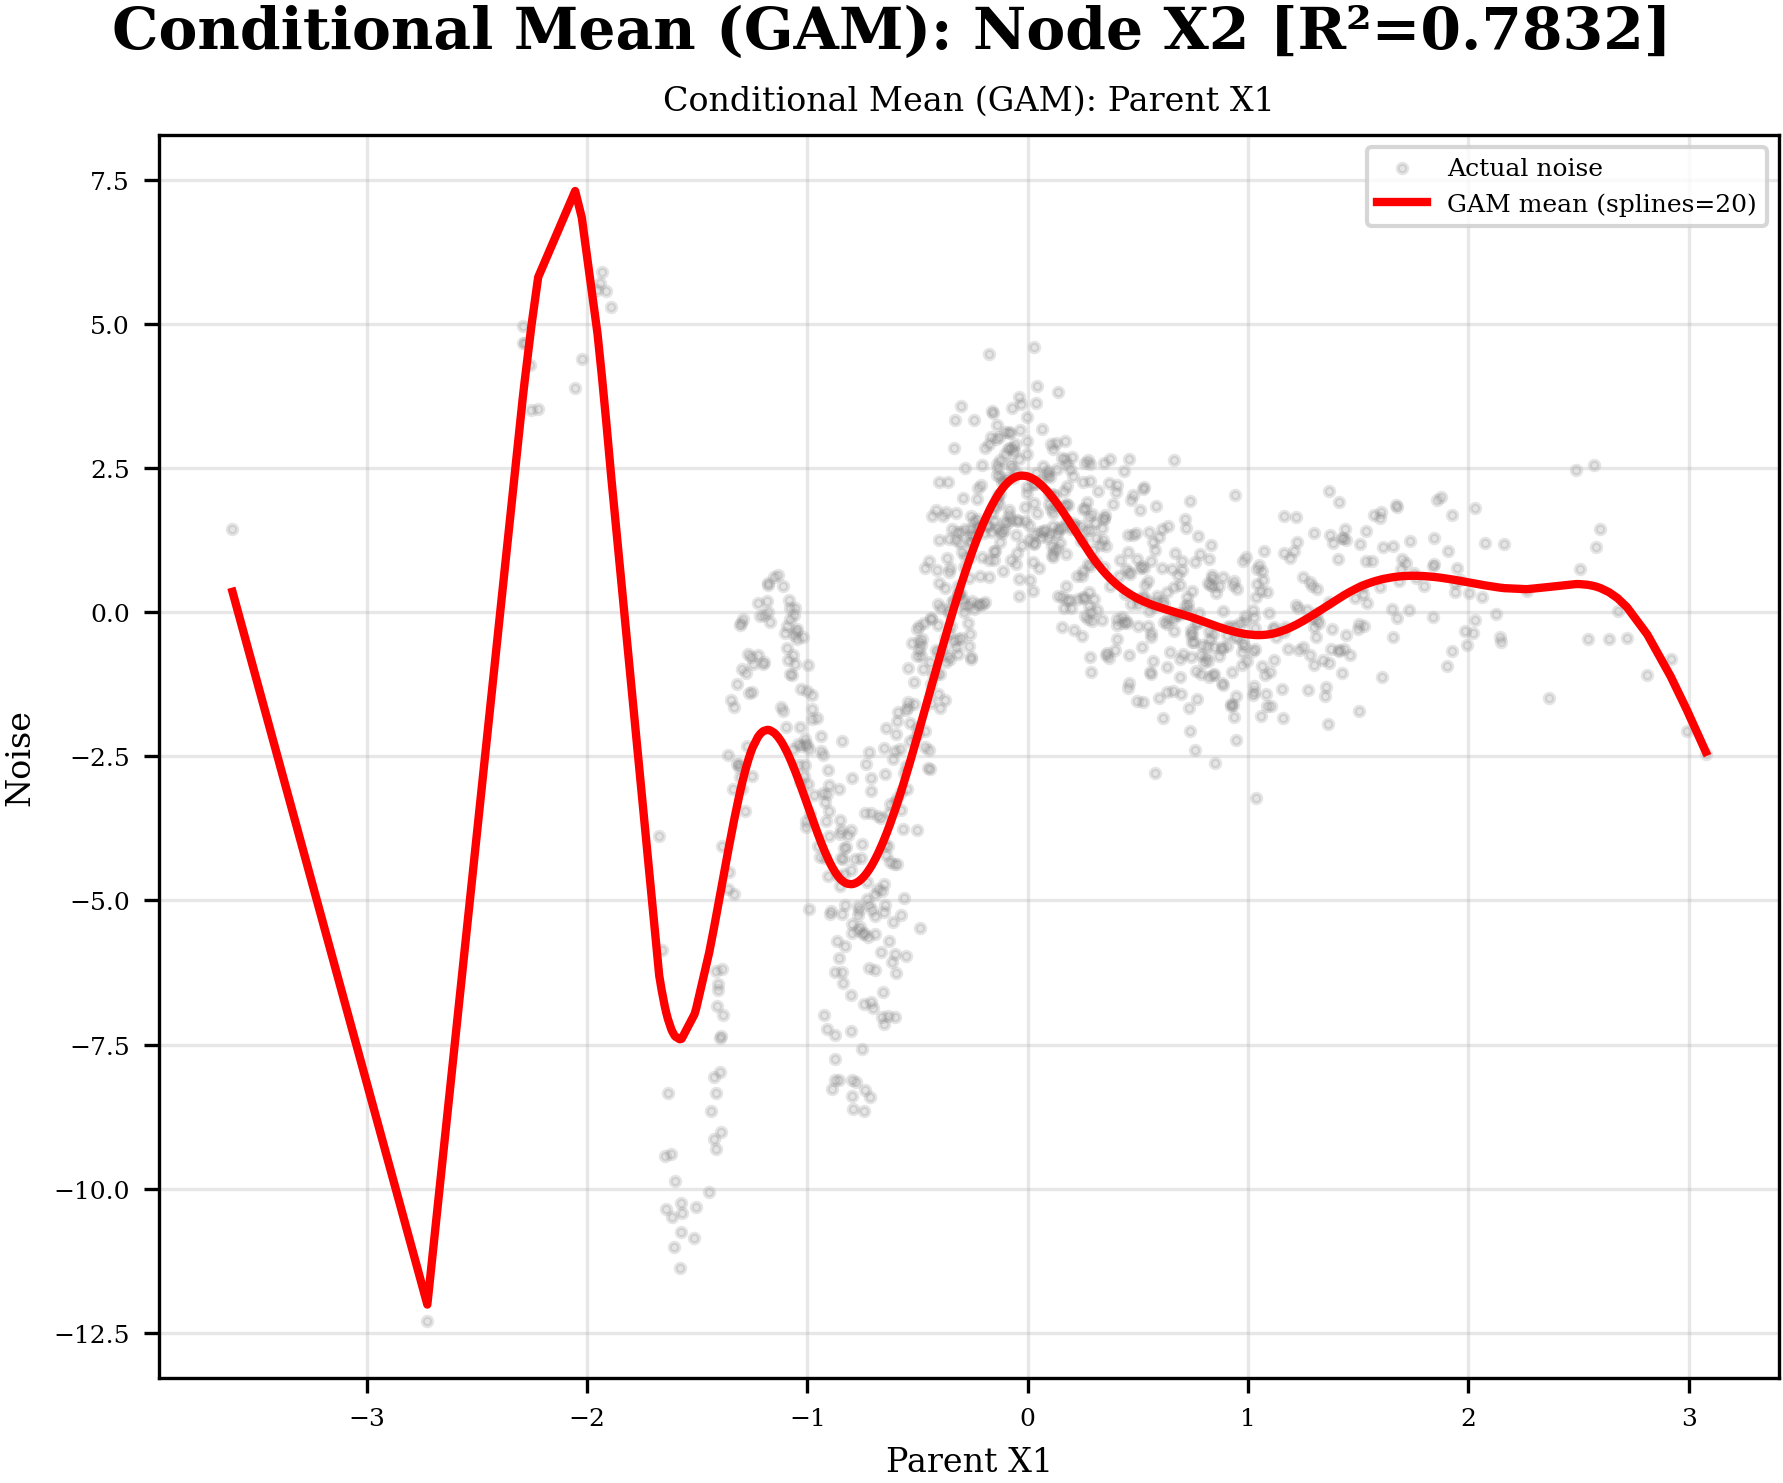 Conditional Mean (GAM): Node X2 [R²=0.7832]
Conditional Mean (GAM): Parent X1
Actual noise
GAM mean (splines=20)
7.5
5.0
2.5
0.0
−2.5
−5.0
−7.5
−10.0
−12.5
Noise
−3
−2
−1
0
1
2
3
Parent X1